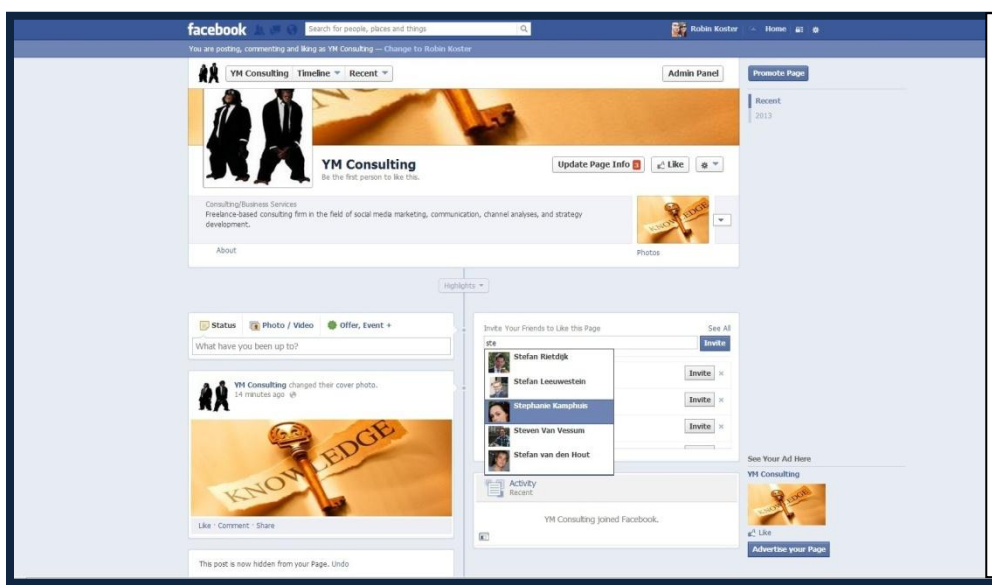 facebook
Search for people, places and things
Robin Koster
Home
You are posting, commenting and liking as YM Consulting — Change to Robin Koster
YM Consulting
Timeline
Recent
Admin Panel
Promote Page
Recent
2013
YM Consulting
Be the first person to like this.
Update Page Info 3
Like
Consulting/Business Services
Freelance-based consulting firm in the field of social media marketing, communication, channel analyses, and strategy
development.
About
KNOWLEDGE
Photos
Highlights
Status
Photo / Video
Offer, Event +
What have you been up to?
YM Consulting changed their cover photo.
14 minutes ago
KNOWLEDGE
Like · Comment · Share
This post is now hidden from your Page. Undo
Invite Your Friends to Like this Page
See All
ste
Invite
Stefan Rietdijk
Stefan Leeuwestein
Stephanie Kamphuis
Steven Van Vessum
Stefan van den Hout
Invite ×
Invite ×
Invite ×
Activity
Recent
YM Consulting joined Facebook.
See Your Ad Here
YM Consulting
KNOWLEDGE
Like
Advertise your Page